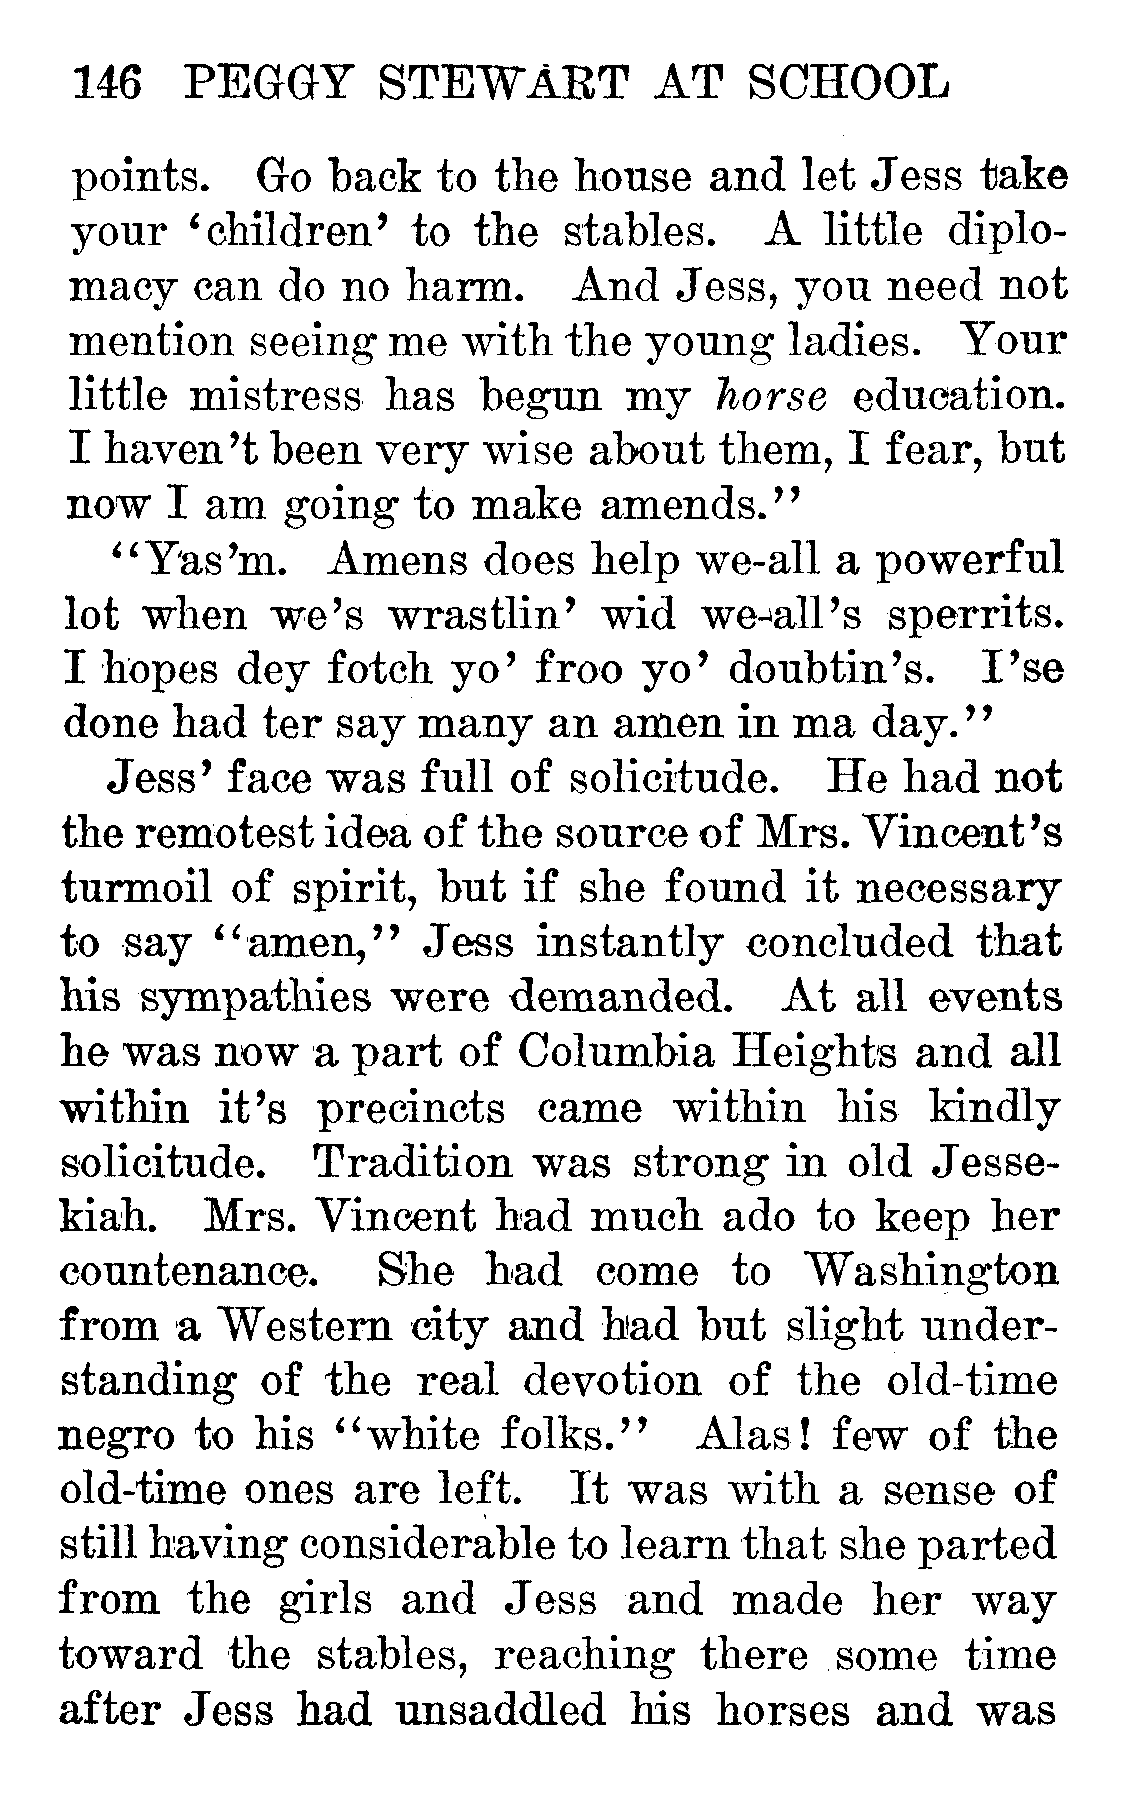 146 PEGGY STEWART AT SCHOOL
points. Go back to the house and let Jess take
your 'children' to the stables. A little diplo-
macy can do no harm. And Jess, you need not
mention seeing me with the young ladies. Your
little mistress has begun my horse education.
I haven't been very wise about them, I fear, but
now I am going to make amends."
"Yas'm. Amens does help we-all a powerful
lot when we's wrastlin' wid we-all's sperrits.
I hopes dey fotch yo' froo yo' doubtin's. I'se
done had ter say many an amen in ma day."
Jess' face was full of solicitude. He had not
the remotest idea of the source of Mrs. Vincent's
turmoil of spirit, but if she found it necessary
to say "amen," Jess instantly concluded that
his sympathies were demanded. At all events
he was now a part of Columbia Heights and all
within it's precincts came within his kindly
solicitude. Tradition was strong in old Jesse-
kiah. Mrs. Vincent had much ado to keep her
countenance. She had come to Washington
from a Western city and had but slight under-
standing of the real devotion of the old-time
negro to his "white folks." Alas! few of the
old-time ones are left. It was with a sense of
still having considerable to learn that she parted
from the girls and Jess and made her way
toward the stables, reaching there some time
after Jess had unsaddled his horses and was